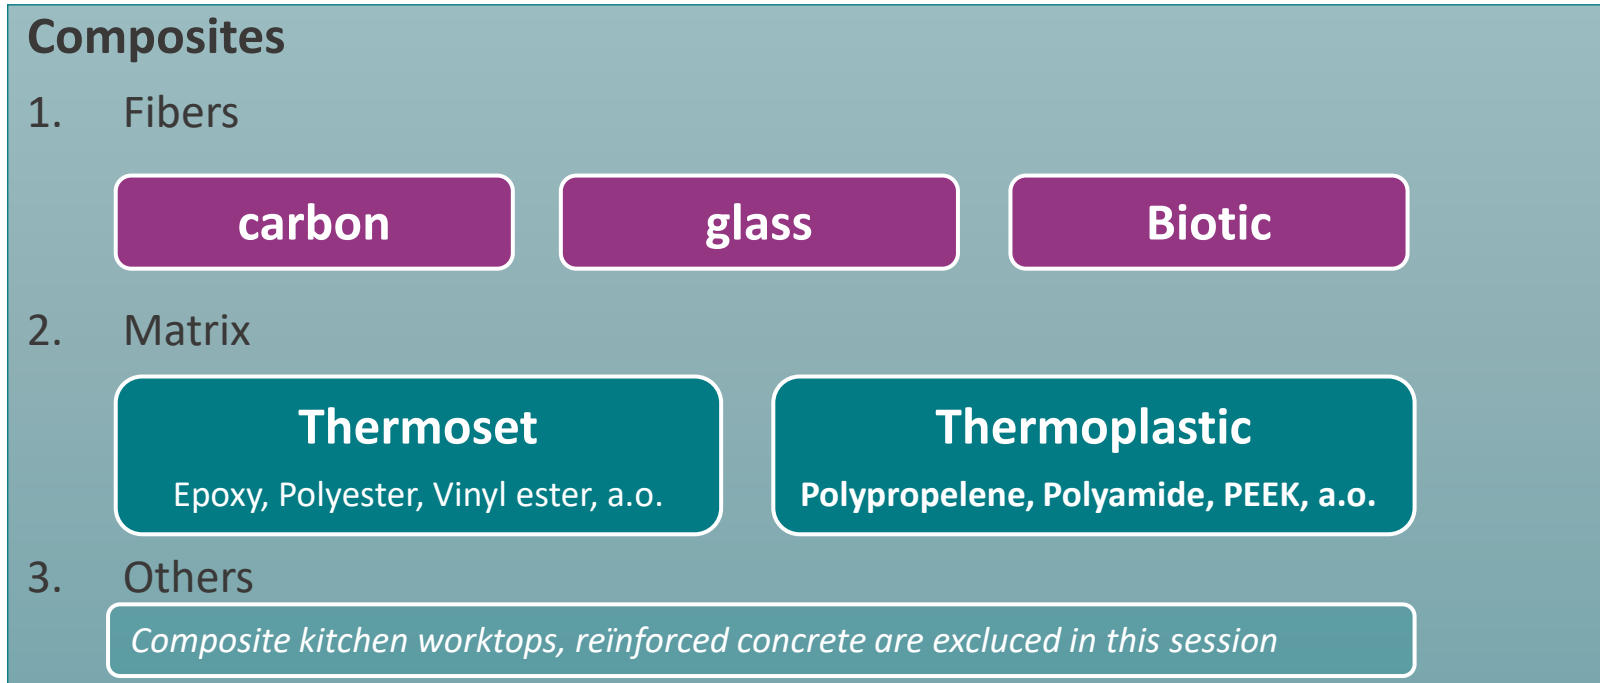 Composites
1. Fibers
carbon
glass
Biotic
2. Matrix
Thermoset
Epoxy, Polyester, Vinyl ester, a.o.
Thermoplastic
Polypropelene, Polyamide, PEEK, a.o.
3. Others
Composite kitchen worktops, reïnforced concrete are excluced in this session